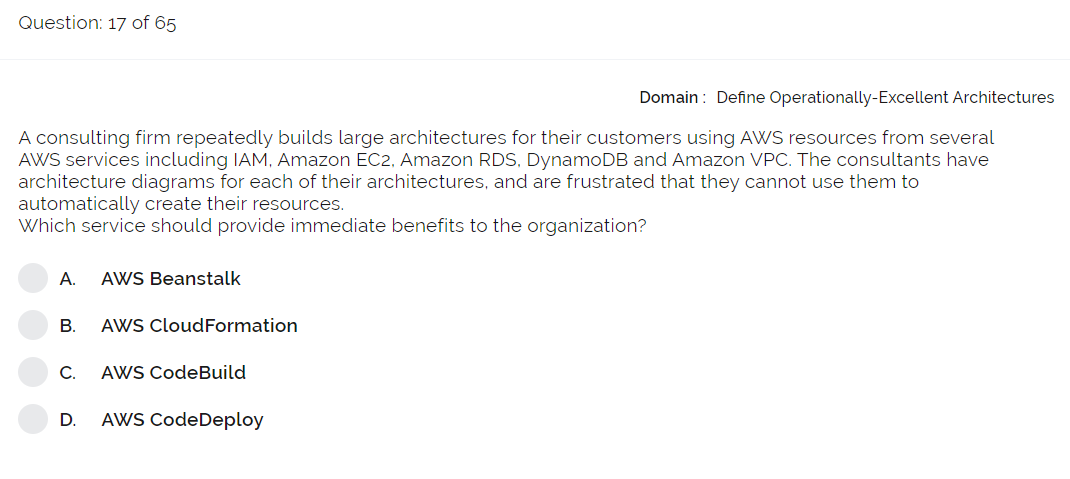 Question: 17 of 65
Domain : Define Operationally-Excellent Architectures
A consulting firm repeatedly builds large architectures for their customers using AWS resources from several
AWS services including IAM, Amazon EC2, Amazon RDS, DynamoDB and Amazon VPC. The consultants have
architecture diagrams for each of their architectures, and are frustrated that they cannot use them to
automatically create their resources.
Which service should provide immediate benefits to the organization?
A. AWS Beanstalk
B. AWS CloudFormation
C. AWS CodeBuild
D. AWS CodeDeploy